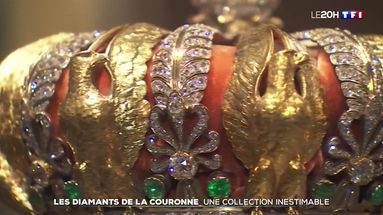 LE20H TF1
LES DIAMANTS DE LA COURONNE UNE COLLECTION INESTIMABLE